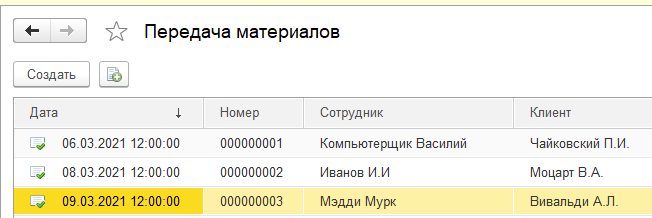 Передача материалов
Создать
Дата ↓ Номер Сотрудник Клиент
06.03.2021 12:00:00 000000001 Компьютерщик Василий Чайковский П.И.
08.03.2021 12:00:00 000000002 Иванов И.И Моцарт В.А.
09.03.2021 12:00:00 000000003 Мэдди Мурк Вивальди А.Л.